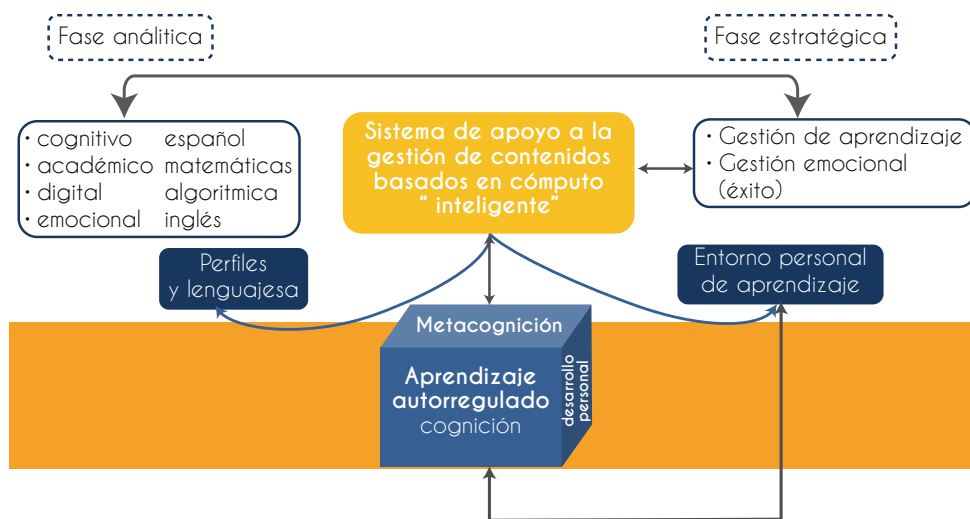 Fase análitica
Fase estratégica
· cognitivo español
· académico matemáticas
· digital algoritmica
· emocional inglés
Sistema de apoyo a la
gestión de contenidos
basados en cómputo
“ inteligente”
· Gestión de aprendizaje
· Gestión emocional
(éxito)
Perfiles
y lenguajesa
Entorno personal
de aprendizaje
Metacognición
Aprendizaje
autorregulado
cognición
desarrollo
personal